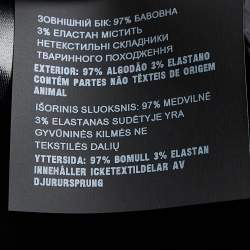 ЗОВНІШНІЙ БІК: 97% БАВОВНА
3% ЕЛАСТАН МІСТИТЬ
НЕТЕКСТИЛЬНІ СКЛАДНИКИ
ТВАРИННОГО ПОХОДЖЕННЯ
EXTERIOR: 97% ALGODÃO 3% ELASTANO
CONTÉM PARTES NÃO TÊXTEIS DE ORIGEM
ANIMAL
IŠORINIS SLUOKSNIS: 97% MEDVILNĖ
3% ELASTANAS SUDĖTYJE YRA
GYVŪNINĖS KILMĖS NE
TEKSTILĖS DALIŲ
YTTERSIDA: 97% BOMULL 3% ELASTAN
INNEHÅLLER ICKETEXTILDELAR AV
DJURURSPRUNG